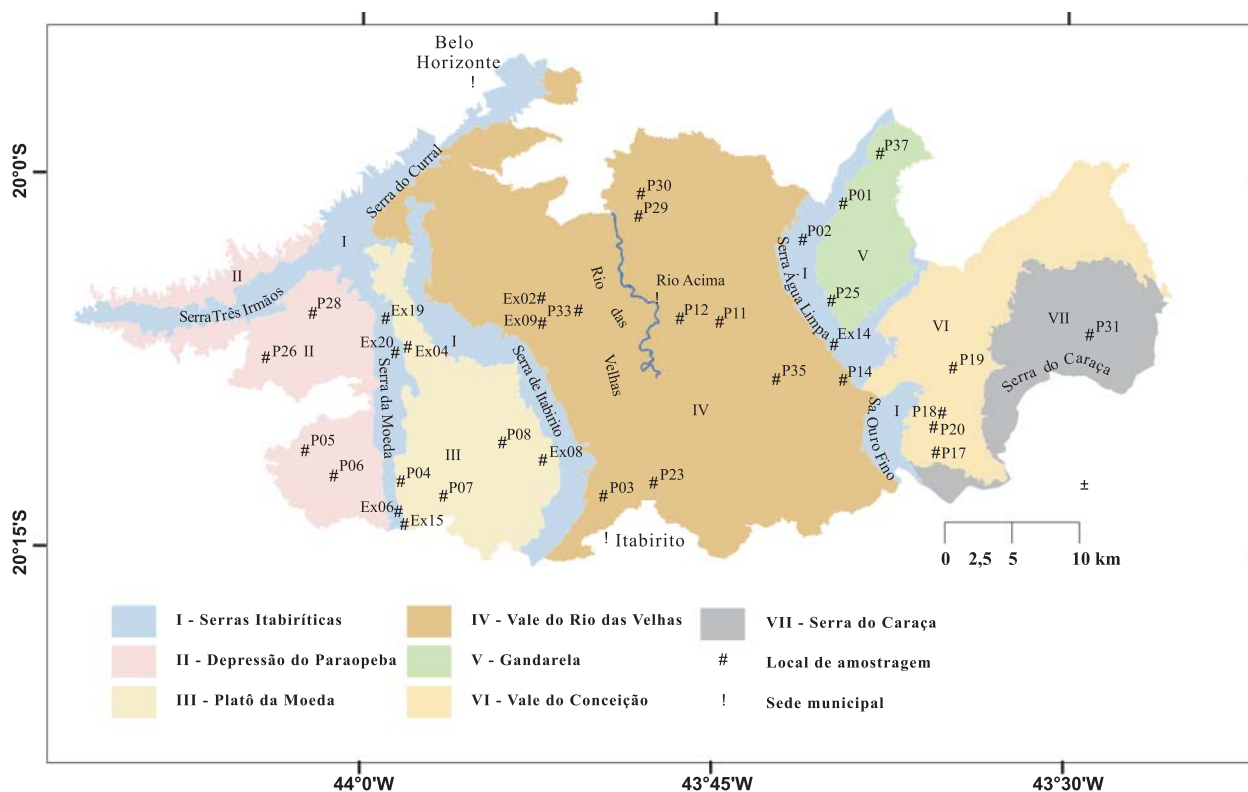 Belo
Horizonte
!
20°0'S
Serra do Curral
# P37
P30
#
P29
#
P01
#
P02
#
I
II
I
V
Serra Água Limpa
Rio
das
Velhas
Rio Acima
!
P25
#
Serra Três Irmãos
P28
#
Ex19
#
Ex02 #
P33 #
Ex09 #
P12
#
P11
#
Ex14
#
VI
VII
P31
#
P26
#
II
Ex20
#
Ex04
#
I
Serra da Moeda
Serra de Itabirito
P35
#
P14
#
P19
#
Serra do Caraça
IV
I
Sa. Ouro Fino
P18 #
P20
#
P17
#
P05
#
P06
#
III
P08
#
Ex08
#
P04
#
P07
#
P03
#
P23
#
Ex06 #
Ex15
#
±
! Itabirito
20°15'S
0 2,5 5 10 km
I - Serras Itabiríticas
II - Depressão do Paraopeba
III - Platô da Moeda
IV - Vale do Rio das Velhas
V - Gandarela
VI - Vale do Conceição
VII - Serra do Caraça
# Local de amostragem
! Sede municipal
44°0'W 43°45'W 43°30'W